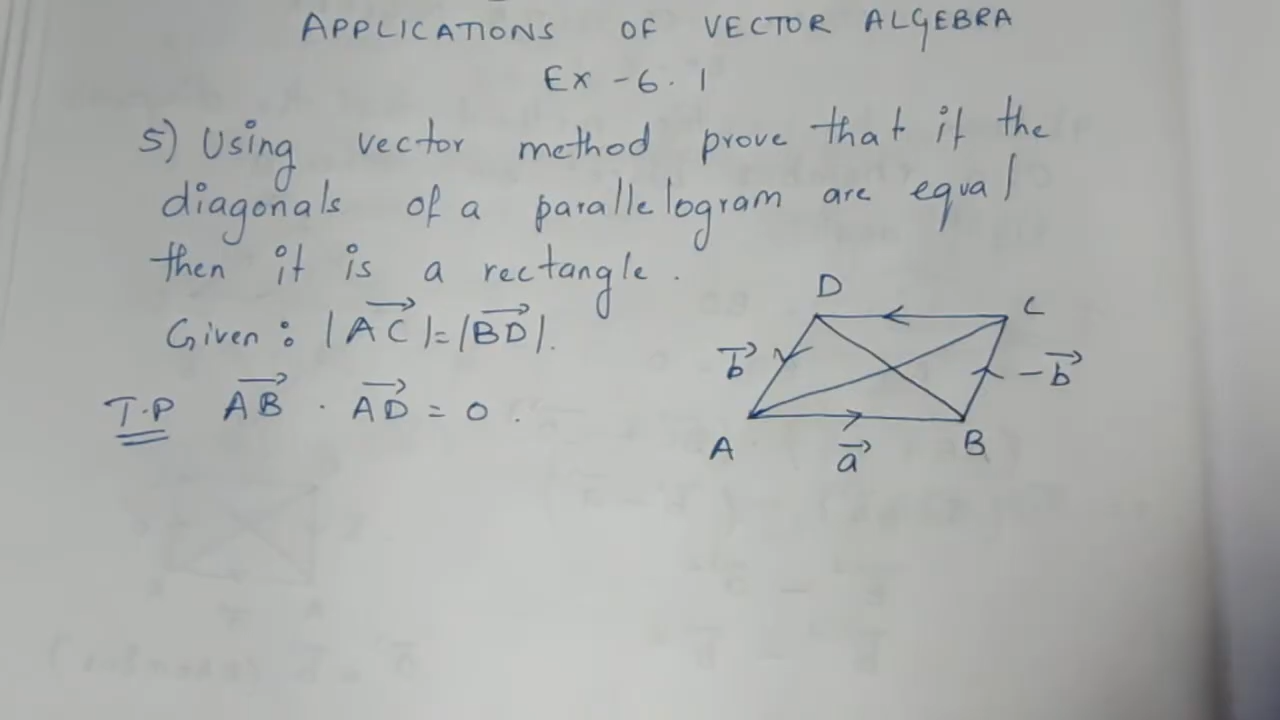 APPLICATIONS OF VECTOR ALGEBRA
Ex - 6.1
5) Using vector method prove that if the
diagonals of a parallelogram are equal
then it is a rectangle.
Given : |AC→| = |BD→|.
T.P AB→ · AD→ = 0.
D
C
b→
-b→
A
B
a→